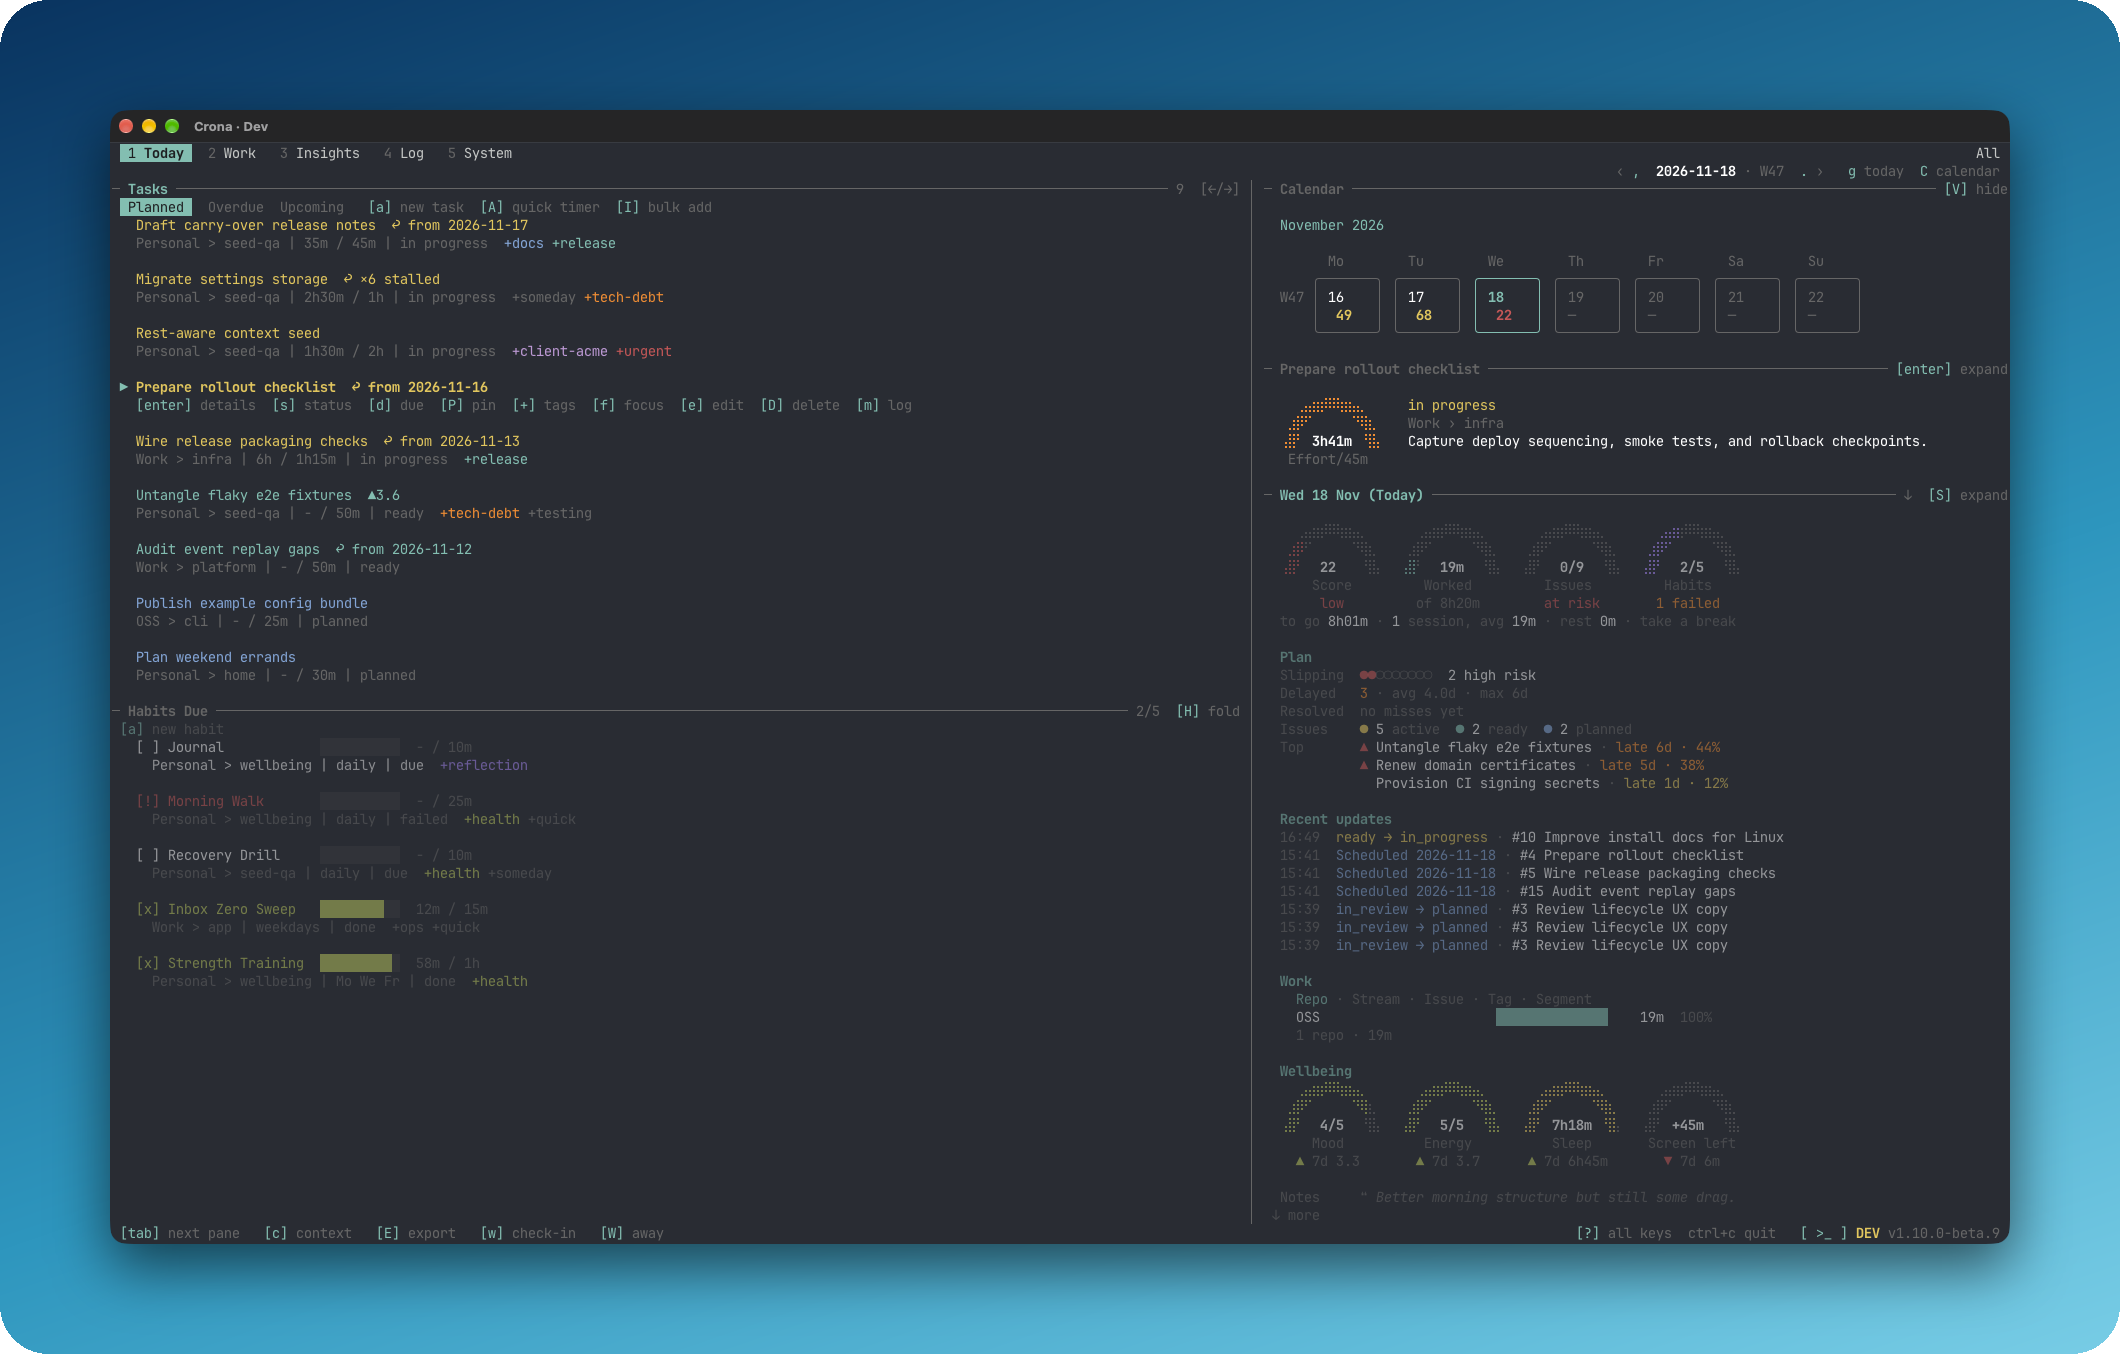 Crona · Dev
1 Today 2 Work 3 Insights 4 Log 5 System All
‹ , 2026-11-18 · W47 . › g today C calendar
Tasks 9 [←/→]
Planned Overdue Upcoming [a] new task [A] quick timer [I] bulk add
Draft carry-over release notes ⤶ from 2026-11-17
Personal > seed-qa | 35m / 45m | in progress +docs +release
Migrate settings storage ⤶ ×6 stalled
Personal > seed-qa | 2h30m / 1h | in progress +someday +tech-debt
Rest-aware context seed
Personal > seed-qa | 1h30m / 2h | in progress +client-acme +urgent
▶ Prepare rollout checklist ⤶ from 2026-11-16
[enter] details [s] status [d] due [P] pin [+] tags [f] focus [e] edit [D] delete [m] log
Wire release packaging checks ⤶ from 2026-11-13
Work > infra | 6h / 1h15m | in progress +release
Untangle flaky e2e fixtures ▲3.6
Personal > seed-qa | - / 50m | ready +tech-debt +testing
Audit event replay gaps ⤶ from 2026-11-12
Work > platform | - / 50m | ready
Publish example config bundle
OSS > cli | - / 25m | planned
Plan weekend errands
Personal > home | - / 30m | planned
Habits Due 2/5 [H] fold
[a] new habit
[ ] Journal - / 10m
Personal > wellbeing | daily | due +reflection
[!] Morning Walk - / 25m
Personal > wellbeing | daily | failed +health +quick
[ ] Recovery Drill - / 10m
Personal > seed-qa | daily | due +health +someday
[x] Inbox Zero Sweep 12m / 15m
Work > app | weekdays | done +ops +quick
[x] Strength Training 58m / 1h
Personal > wellbeing | Mo We Fr | done +health
Calendar [V] hide
November 2026
Mo Tu We Th Fr Sa Su
W47 16 17 18 19 20 21 22
49 68 22 — — — —
Prepare rollout checklist [enter] expand
in progress
Work › infra
3h41m Capture deploy sequencing, smoke tests, and rollback checkpoints.
Effort/45m
Wed 18 Nov (Today) ↓ [S] expand
22 19m 0/9 2/5
Score Worked Issues Habits
low of 8h20m at risk 1 failed
to go 8h01m · 1 session, avg 19m · rest 0m · take a break
Plan
Slipping ●●○○○○○○○ 2 high risk
Delayed 3 · avg 4.0d · max 6d
Resolved no misses yet
Issues ● 5 active ● 2 ready ● 2 planned
Top ▲ Untangle flaky e2e fixtures · late 6d · 44%
▲ Renew domain certificates · late 5d · 38%
Provision CI signing secrets · late 1d · 12%
Recent updates
16:49 ready → in_progress · #10 Improve install docs for Linux
15:41 Scheduled 2026-11-18 · #4 Prepare rollout checklist
15:41 Scheduled 2026-11-18 · #5 Wire release packaging checks
15:41 Scheduled 2026-11-18 · #15 Audit event replay gaps
15:39 in_review → planned · #3 Review lifecycle UX copy
15:39 in_review → planned · #3 Review lifecycle UX copy
15:39 in_review → planned · #3 Review lifecycle UX copy
Work
Repo · Stream · Issue · Tag · Segment
OSS 19m 100%
1 repo · 19m
Wellbeing
4/5 5/5 7h18m +45m
Mood Energy Sleep Screen left
▲ 7d 3.3 ▲ 7d 3.7 ▲ 7d 6h45m ▼ 7d 6m
Notes " Better morning structure but still some drag.
↓ more
[tab] next pane [c] context [E] export [w] check-in [W] away [?] all keys ctrl+c quit [ >_ ] DEV v1.10.0-beta.9